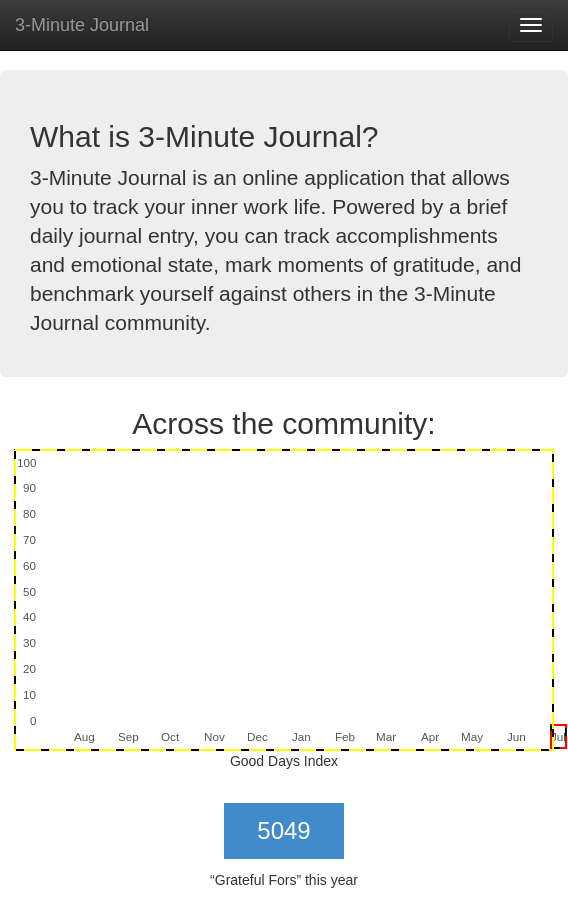 3-Minute Journal
What is 3-Minute Journal?
3-Minute Journal is an online application that allows
you to track your inner work life. Powered by a brief
daily journal entry, you can track accomplishments
and emotional state, mark moments of gratitude, and
benchmark yourself against others in the 3-Minute
Journal community.
Across the community:
100
90
80
70
60
50
40
30
20
10
0
Aug Sep Oct Nov Dec Jan Feb Mar Apr May Jun
Good Days Index
5049
“Grateful Fors” this year